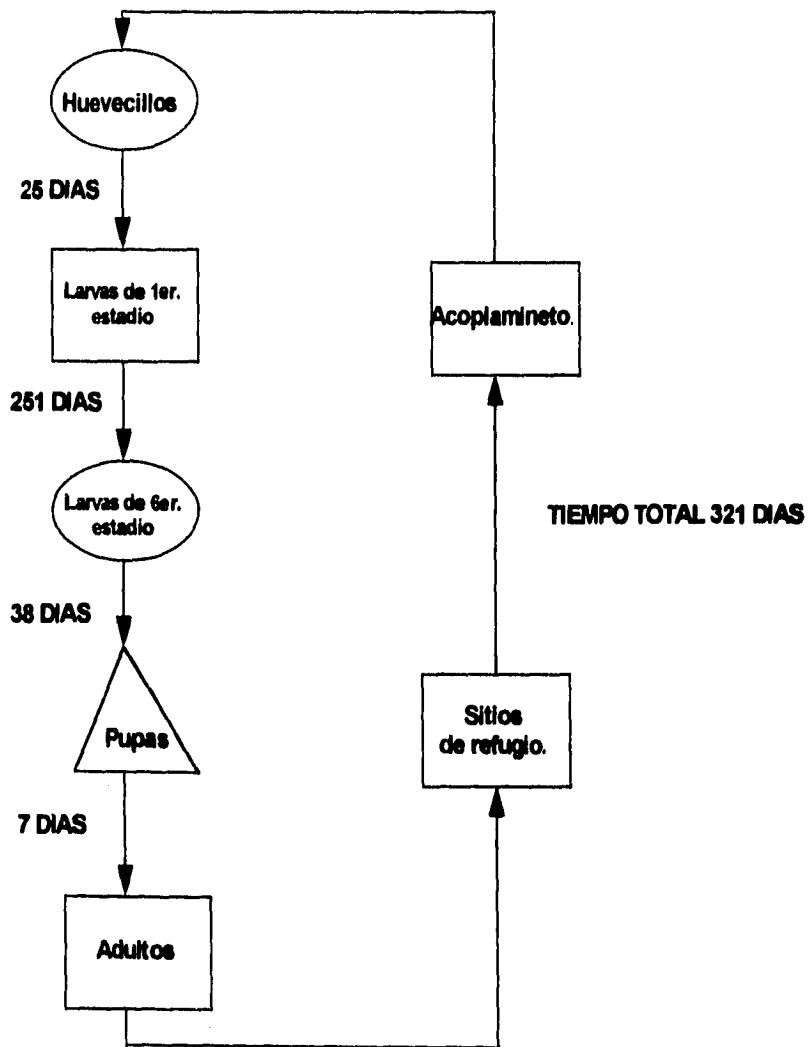 Huevecillos
25 DIAS
Larvas de 1er.
estadio
251 DIAS
Larvas de 6er.
estadio
38 DIAS
Pupas
7 DIAS
Adultos
Sitios
de refugio.
Acoplamineto.
TIEMPO TOTAL 321 DIAS